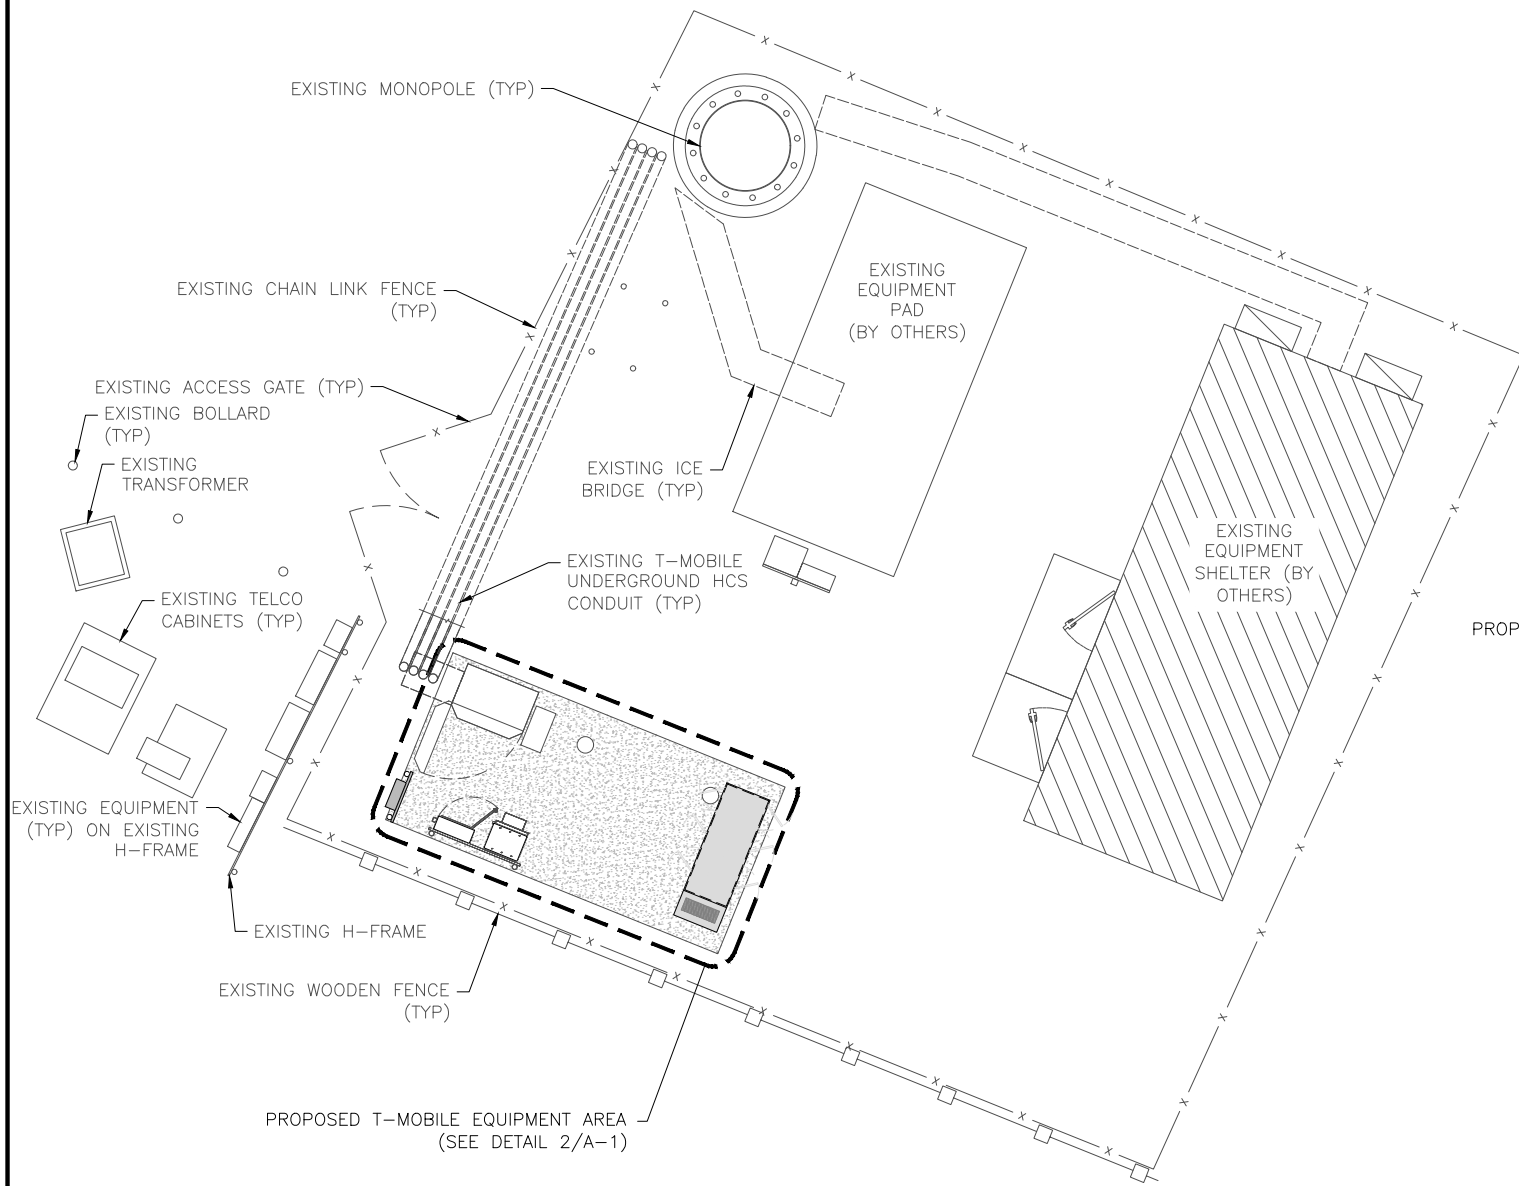 EXISTING MONOPOLE (TYP)
EXISTING CHAIN LINK FENCE
(TYP)
EXISTING
EQUIPMENT
PAD
(BY OTHERS)
EXISTING ACCESS GATE (TYP)
EXISTING BOLLARD
(TYP)
EXISTING
TRANSFORMER
EXISTING ICE
BRIDGE (TYP)
EXISTING T-MOBILE
UNDERGROUND HCS
CONDUIT (TYP)
EXISTING
EQUIPMENT
SHELTER (BY
OTHERS)
EXISTING TELCO
CABINETS (TYP)
PROP
EXISTING EQUIPMENT
(TYP) ON EXISTING
H-FRAME
EXISTING H-FRAME
EXISTING WOODEN FENCE
(TYP)
PROPOSED T-MOBILE EQUIPMENT AREA
(SEE DETAIL 2/A-1)